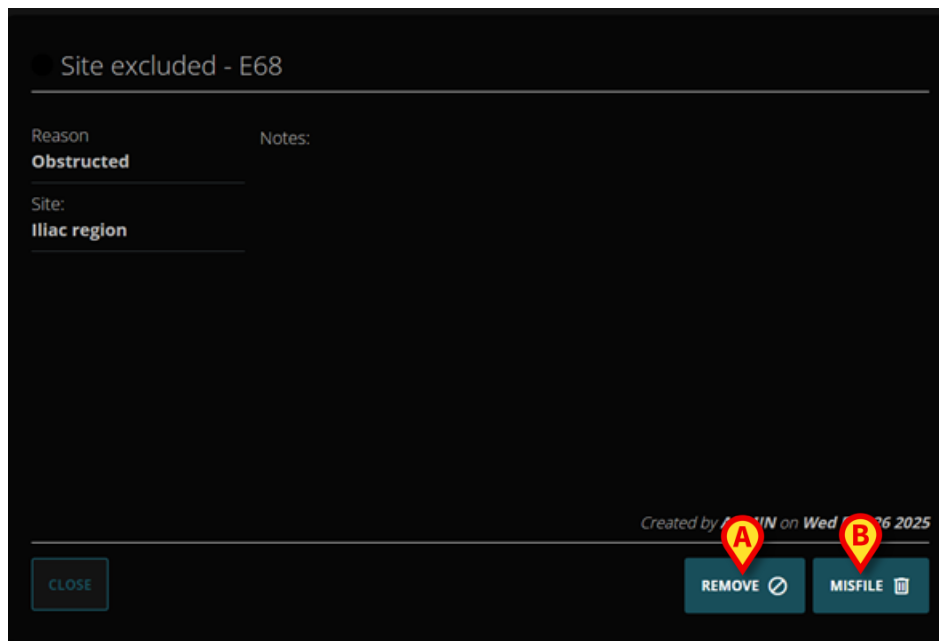 Site excluded - E68
Reason
Obstructed
Notes:
Site:
Iliac region
Created by on Wed 2025
A
B
CLOSE
REMOVE
MISFILE